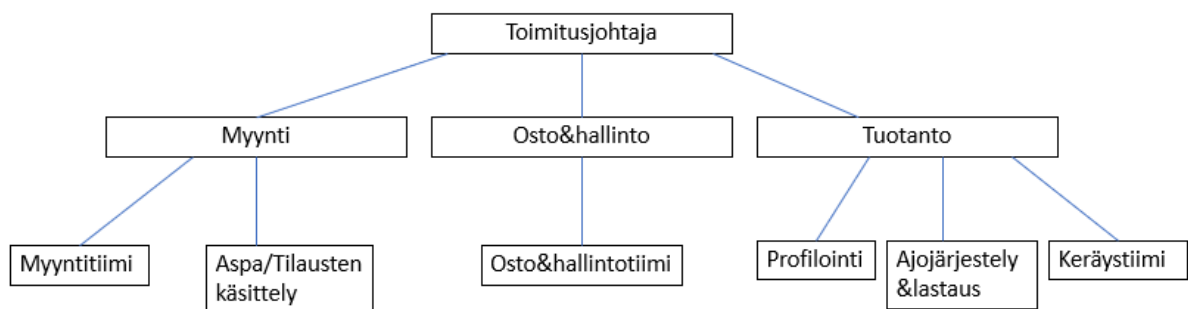 Toimitusjohtaja
Myynti
Osto&hallinto
Tuotanto
Myyntitiimi
Aspa/Tilausten
käsittely
Osto&hallintotiimi
Profilointi
Ajojärjestely
&lastaus
Keräystiimi